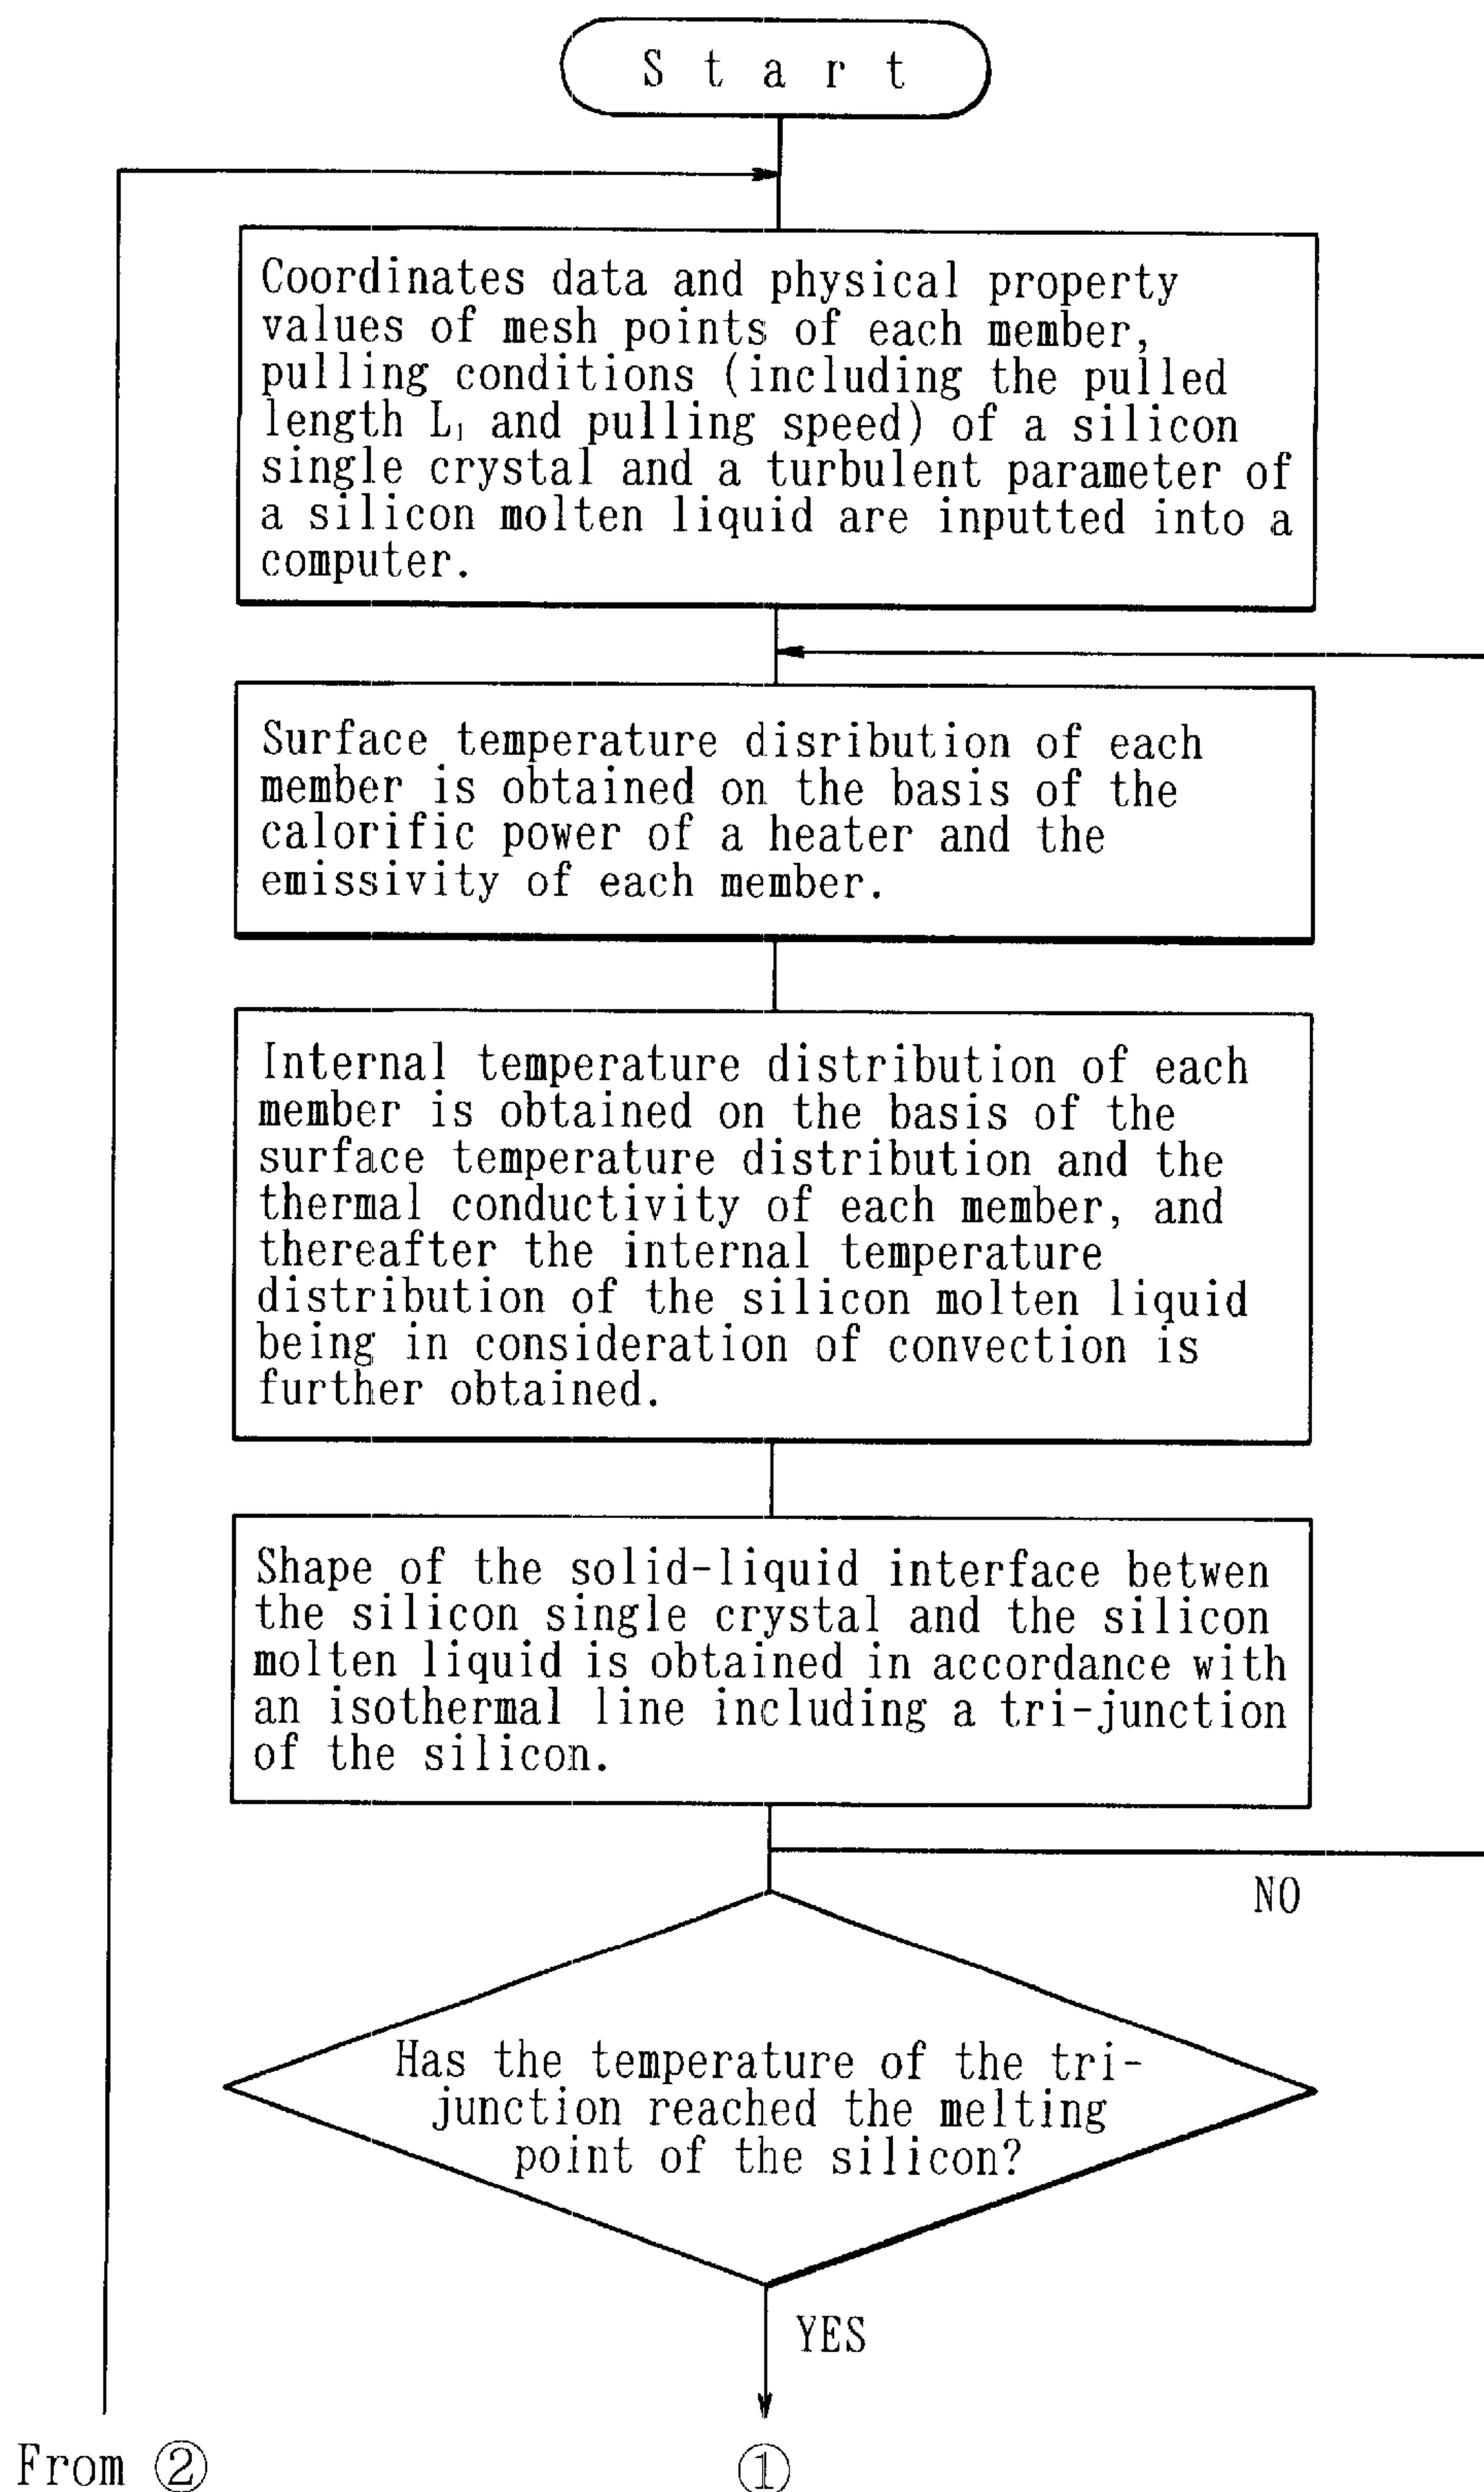 Start
Coordinates data and physical property
values of mesh points of each member,
pulling conditions (including the pulled
length L₁ and pulling speed) of a silicon
single crystal and a turbulent parameter of
a silicon molten liquid are inputted into a
computer.
Surface temperature disribution of each
member is obtained on the basis of the
calorific power of a heater and the
emissivity of each member.
Internal temperature distribution of each
member is obtained on the basis of the
surface temperature distribution and the
thermal conductivity of each member, and
thereafter the internal temperature
distribution of the silicon molten liquid
being in consideration of convection is
further obtained.
Shape of the solid-liquid interface betwen
the silicon single crystal and the silicon
molten liquid is obtained in accordance with
an isothermal line including a tri-junction
of the silicon.
NO
Has the temperature of the tri-
junction reached the melting
point of the silicon?
YES
From ②
①